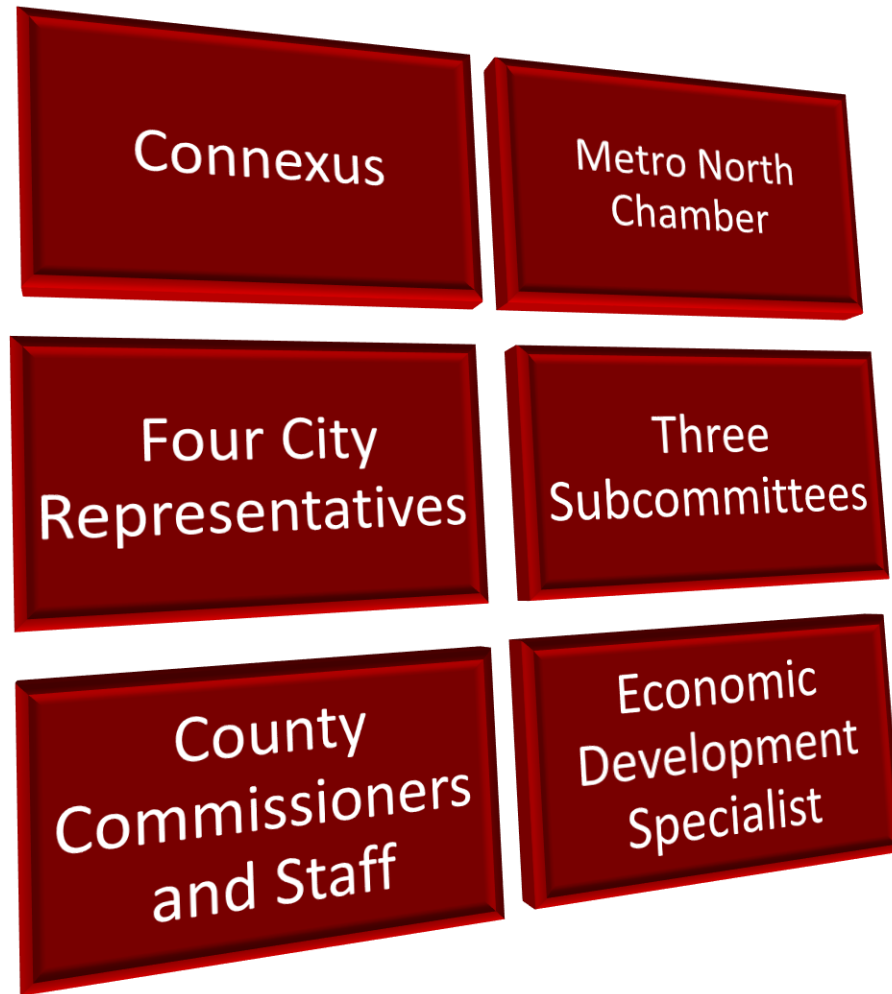 Connexus
Metro North
Chamber
Four City
Representatives
Three
Subcommittees
County
Commissioners
and Staff
Economic
Development
Specialist